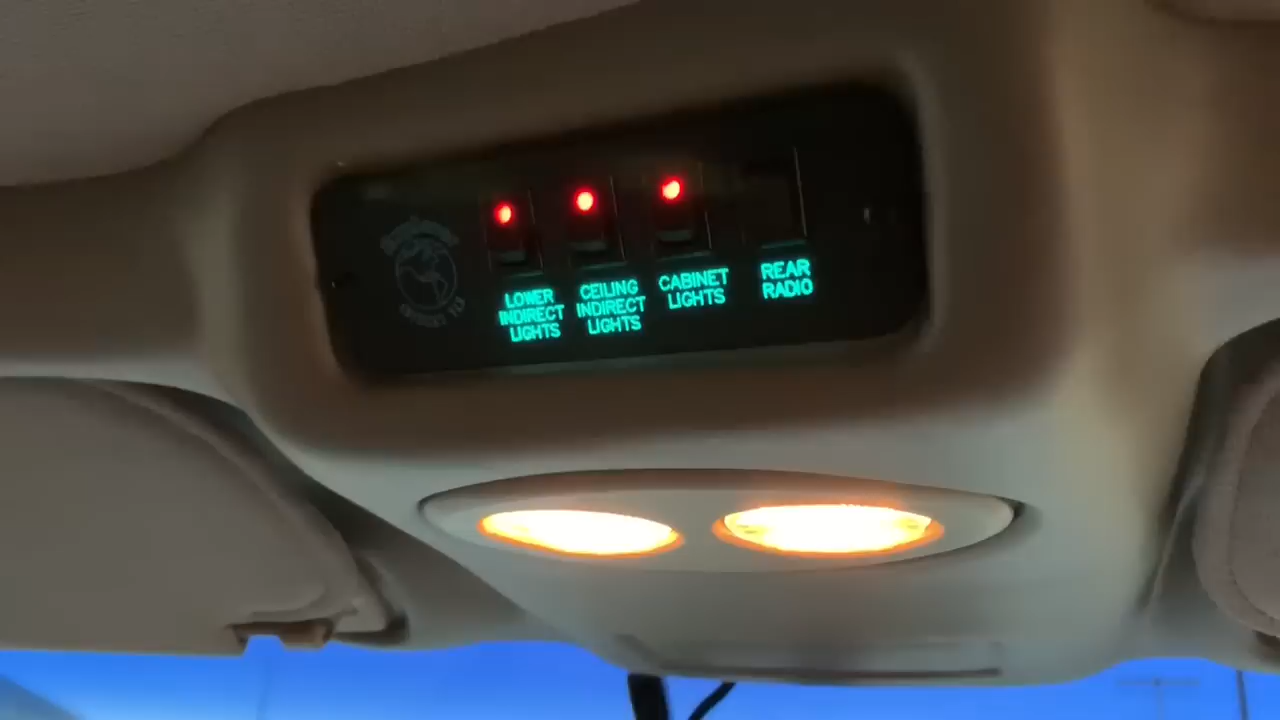 LOWER
INDIRECT
LIGHTS
CEILING
INDIRECT
LIGHTS
CABINET
LIGHTS
REAR
RADIO